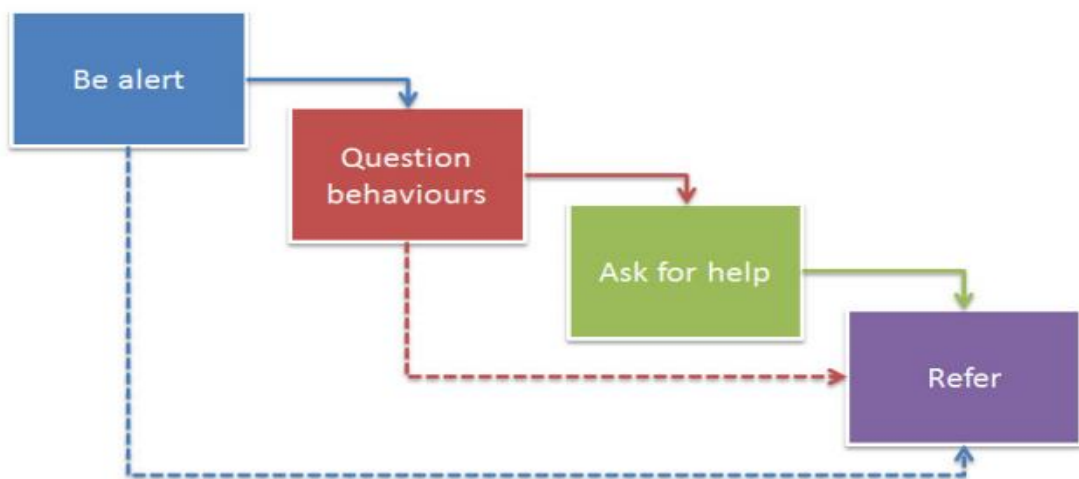 Be alert
Question
behaviours
Ask for help
Refer